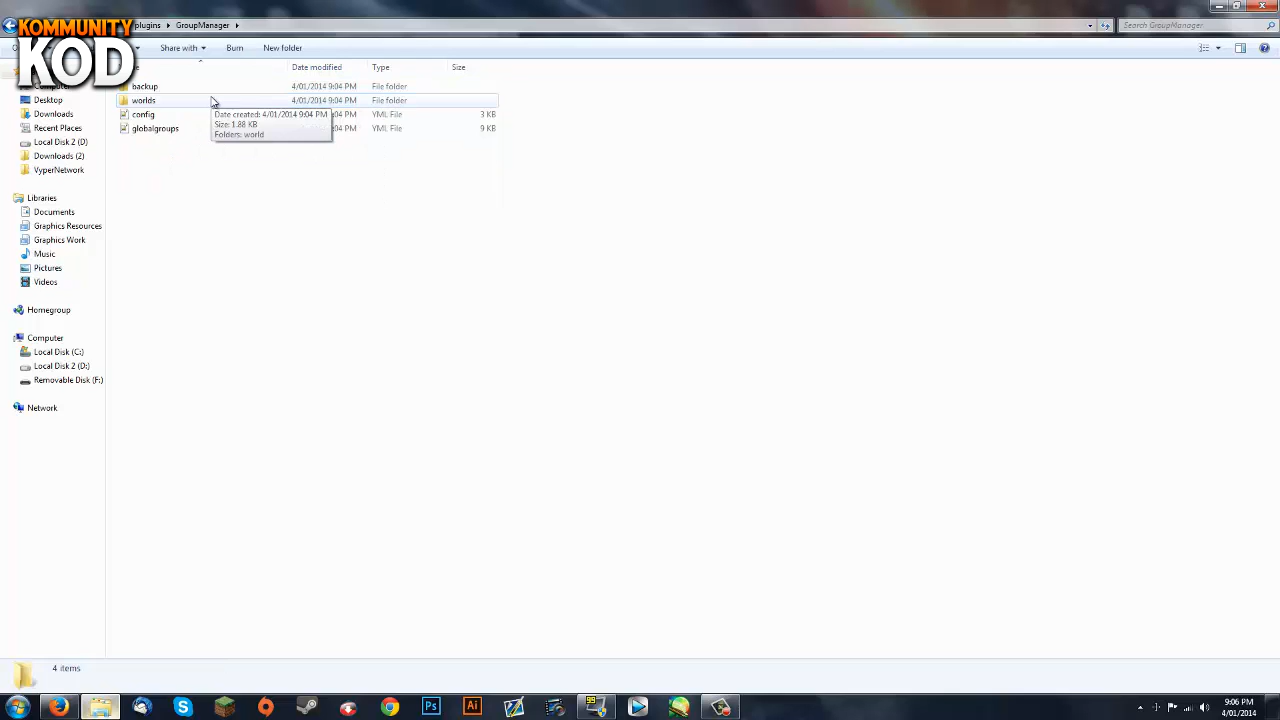 KOMMUNITY
KOD
plugins GroupManager
Search GroupManager
Share with Burn New folder
Date modified Type Size
backup 4/01/2014 9:04 PM File folder
worlds 4/01/2014 9:04 PM File folder
config YML File 3 KB
globalgroups PM YML File 9 KB
Date created: 4/01/2014 9:04 PM
Size: 1.88 KB
Folders: world
Desktop
Downloads
Recent Places
Local Disk 2 (D)
Downloads (2)
VyperNetwork
Libraries
Documents
Graphics Resources
Graphics Work
Music
Pictures
Videos
Homegroup
Computer
Local Disk (C:)
Local Disk 2 (D:)
Removable Disk (F:)
Network
4 items
Ps
Ai
99
9:06 PM
4/01/2014